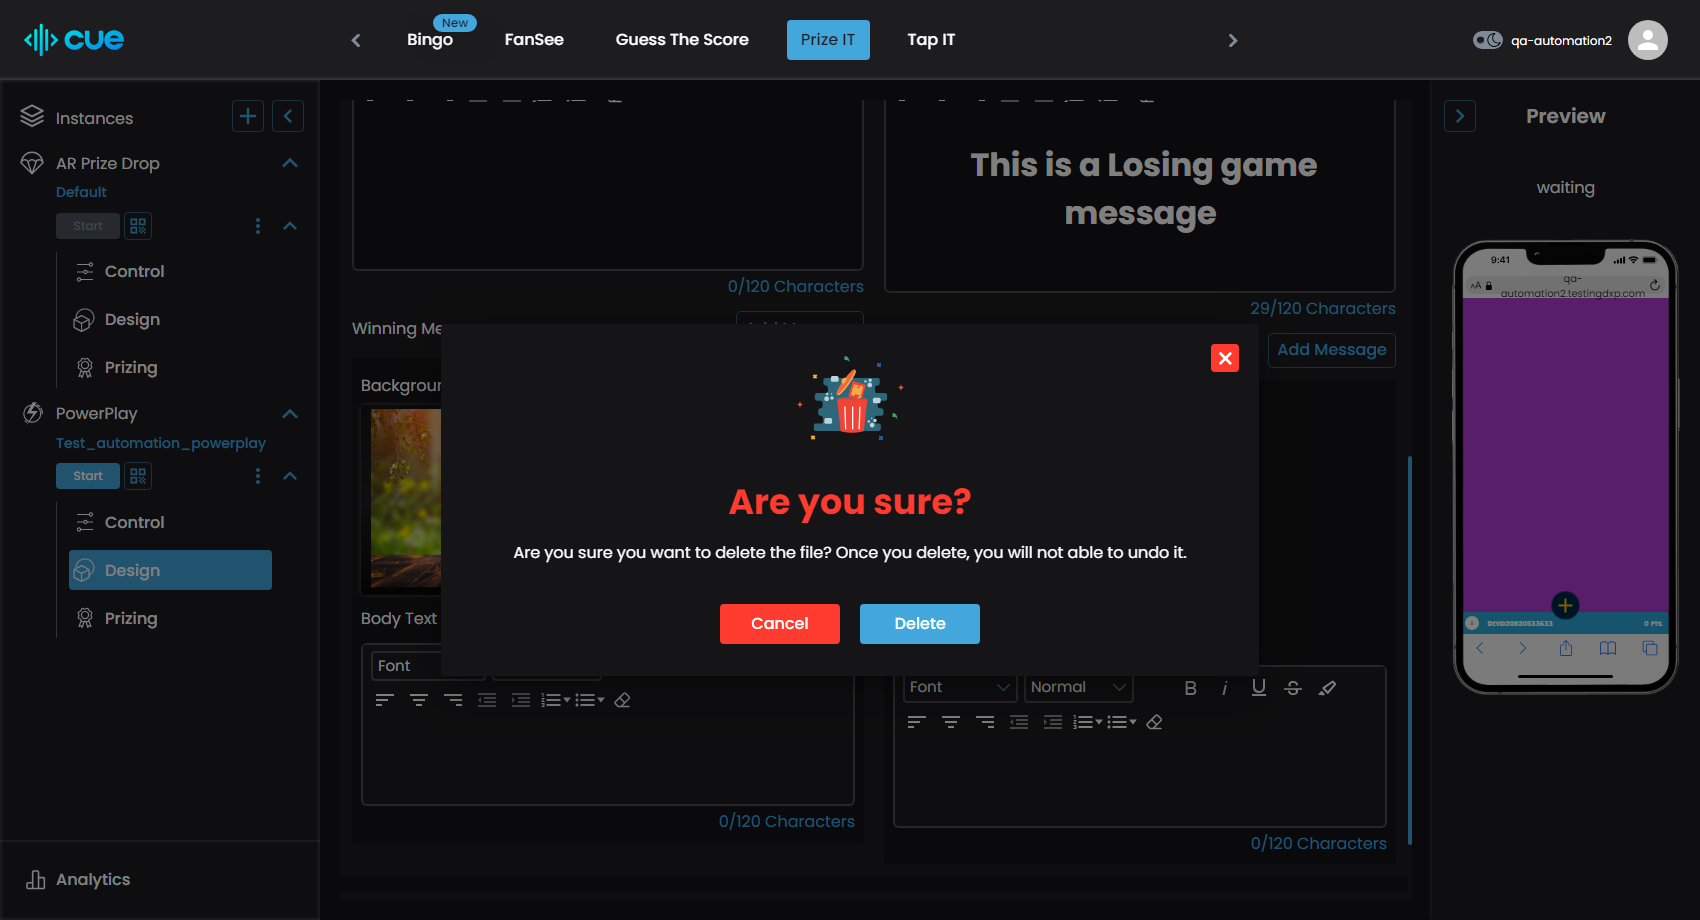 cue
Bingo
New
FanSee
Guess The Score
Prize IT
Tap IT
qa-automation2
Instances
AR Prize Drop
Default
Start
Control
Design
Prizing
PowerPlay
Test_automation_powerplay
Start
Control
Design
Prizing
Analytics
This is a Losing game
message
0/120 Characters
29/120 Characters
Winning Me
Add Message
Backgroun
Are you sure?
Are you sure you want to delete the file? Once you delete, you will not able to undo it.
Cancel
Delete
Body Text
Font
0/120 Characters
Font
Normal
B i U S
0/120 Characters
Preview
waiting
9:41
AA
qa-
automation2.testingdxp.com
0 PTS.